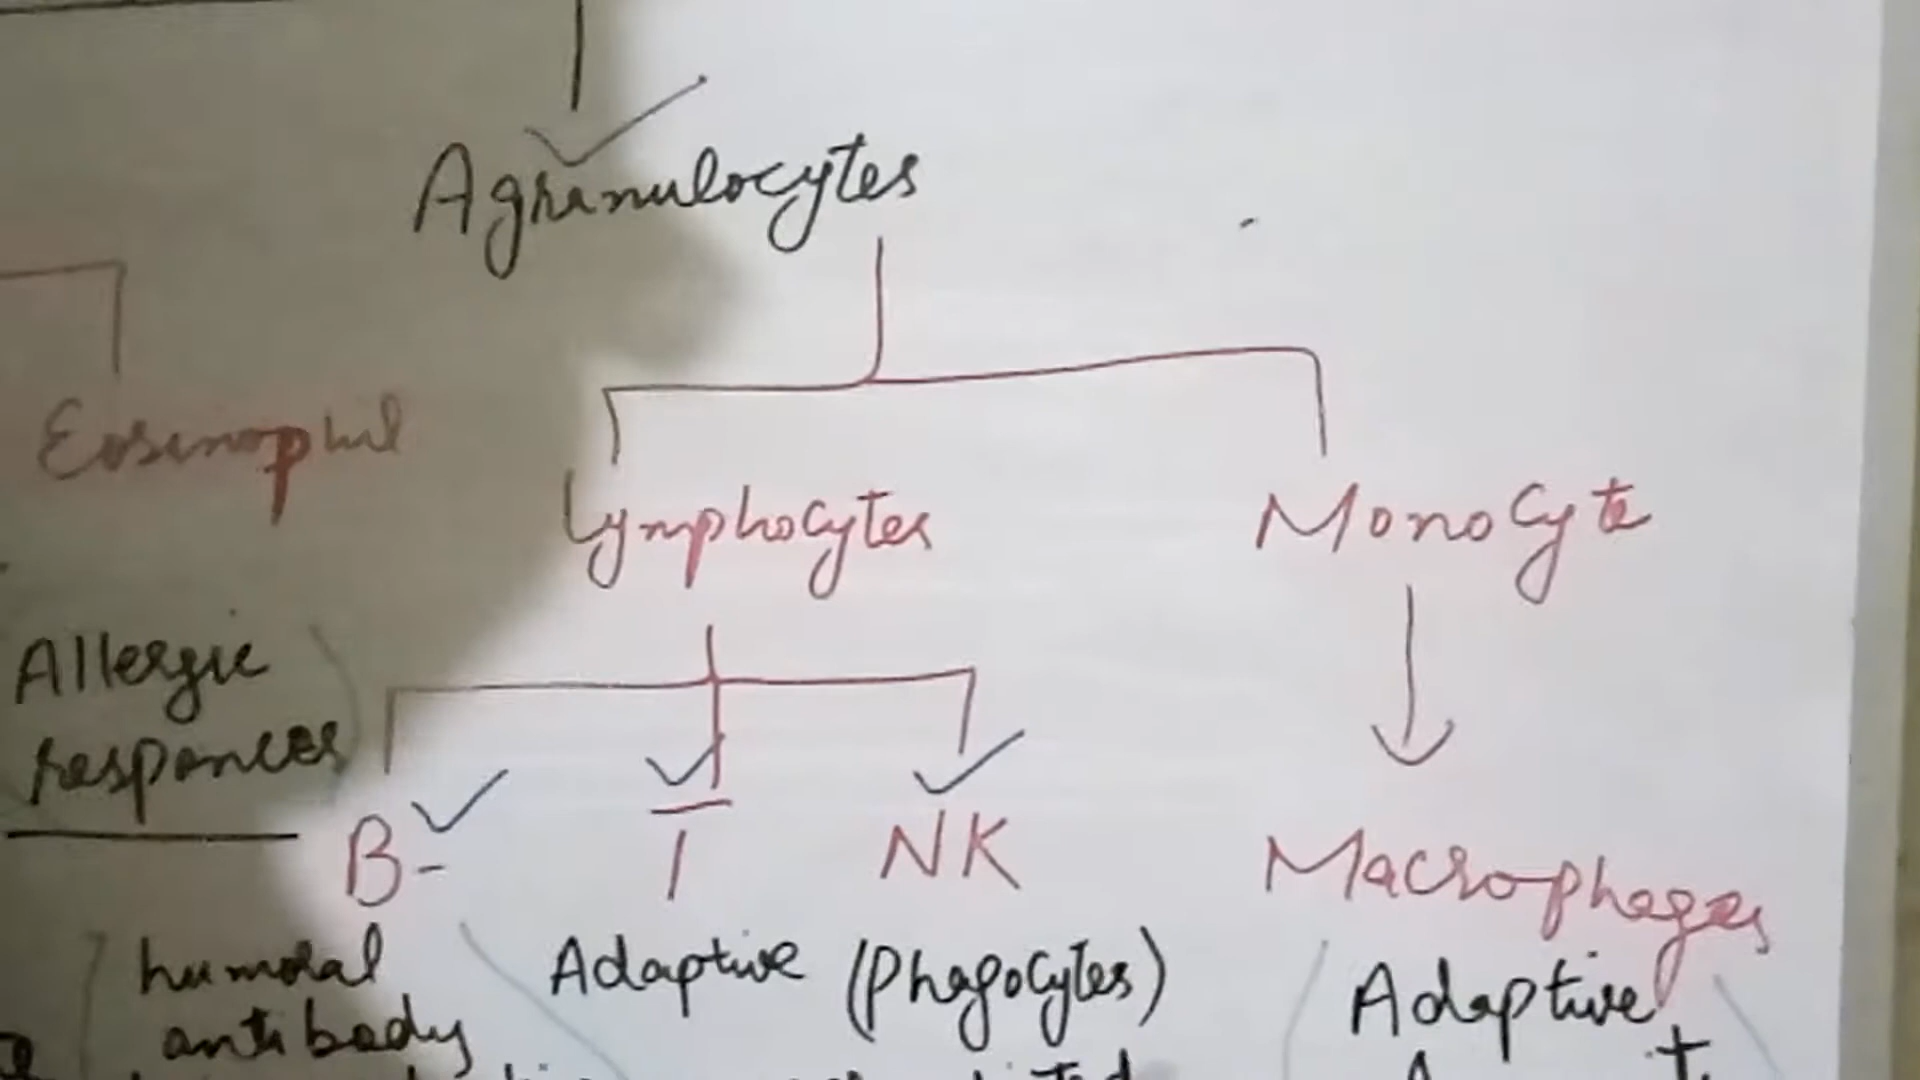 Agranulocytes
Eosinophil
Lymphocytes
Monocyte
Allergic
responces
B-
T
NK
Macrophages
humoral
antibody
Adaptive
(Phagocytes)
Adaptive